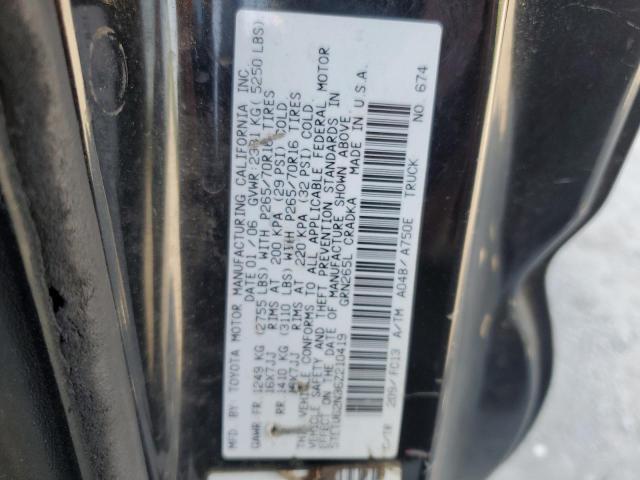 MFD. BY: TOYOTA MOTOR MANUFACTURING CALIFORNIA INC.
DATE 01/06 GVWR 2381 KG (5250 LBS)
GAWR: FR. 1249 KG (2755 LBS) WITH P265/70R16 TIRES
16X7JJ RIMS AT 200 KPA (29 PSI) COLD
RR. 1410 KG (3110 LBS) WITH P265/70R16 TIRES
16X7JJ RIMS AT 220 KPA (32 PSI) COLD.
THIS VEHICLE CONFORMS TO ALL APPLICABLE FEDERAL MOTOR
VEHICLE SAFETY AND THEFT PREVENTION STANDARDS IN
EFFECT ON THE DATE OF MANUFACTURE SHOWN ABOVE
5TETU62N36Z210419 GRN265L CRADKA MADE IN U.S.A.
C/TR 209/FC13 A/TM A04B/A750E TRUCK NO. 674